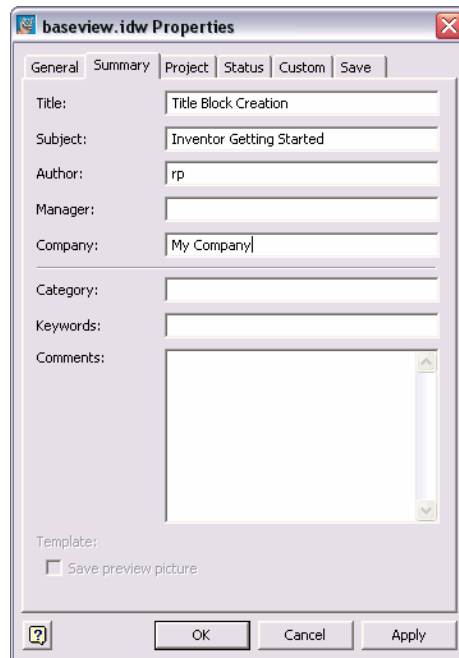 baseview.idw Properties
General Summary Project Status Custom Save
Title: Title Block Creation
Subject: Inventor Getting Started
Author: rp
Manager:
Company: My Company
Category:
Keywords:
Comments:
Template:
Save preview picture
? OK Cancel Apply